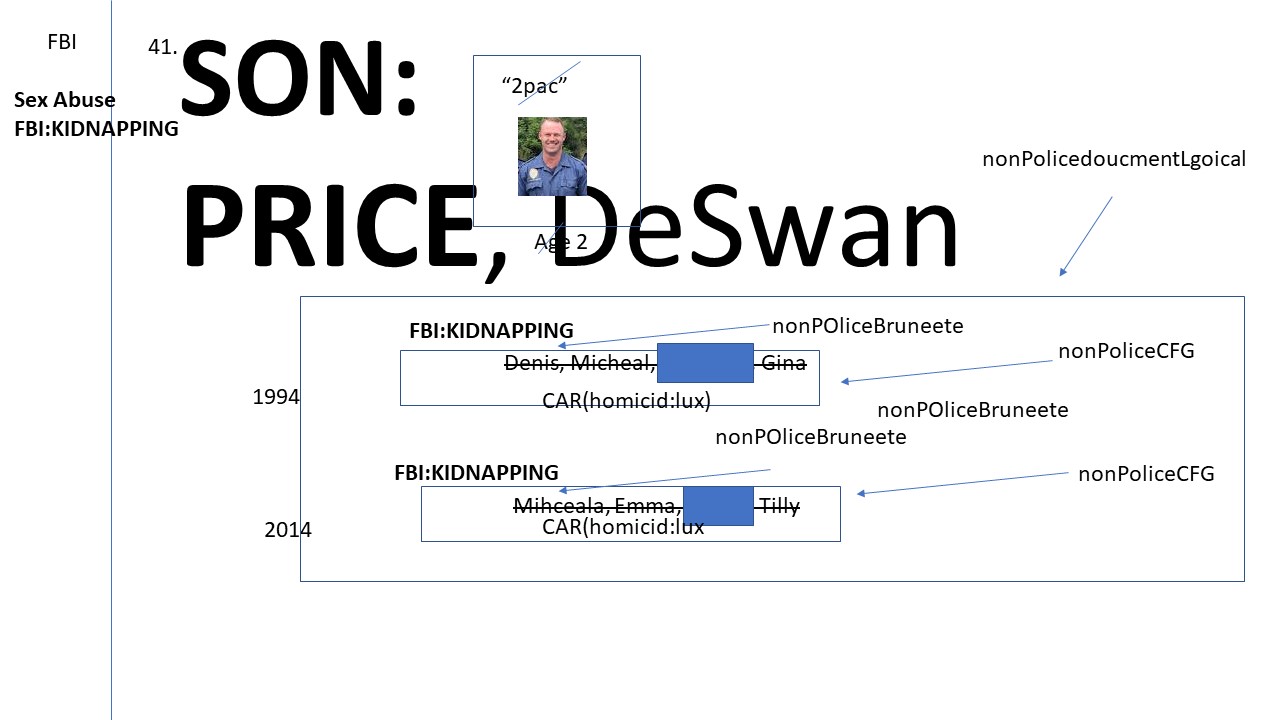 FBI
41.
SON:
"2pac"
Sex Abuse
FBI:KIDNAPPING
nonPolicedoucmentLgoical
PRICE, DeSwan
Age 2
FBI:KIDNAPPING
nonPOliceBruneete
nonPoliceCFG
Denis, Micheal, Gina
1994
CAR(homicid:lux)
nonPOliceBruneete
nonPOliceBruneete
FBI:KIDNAPPING
nonPoliceCFG
Mihceala, Emma, Tilly
CAR(homicid:lux
2014